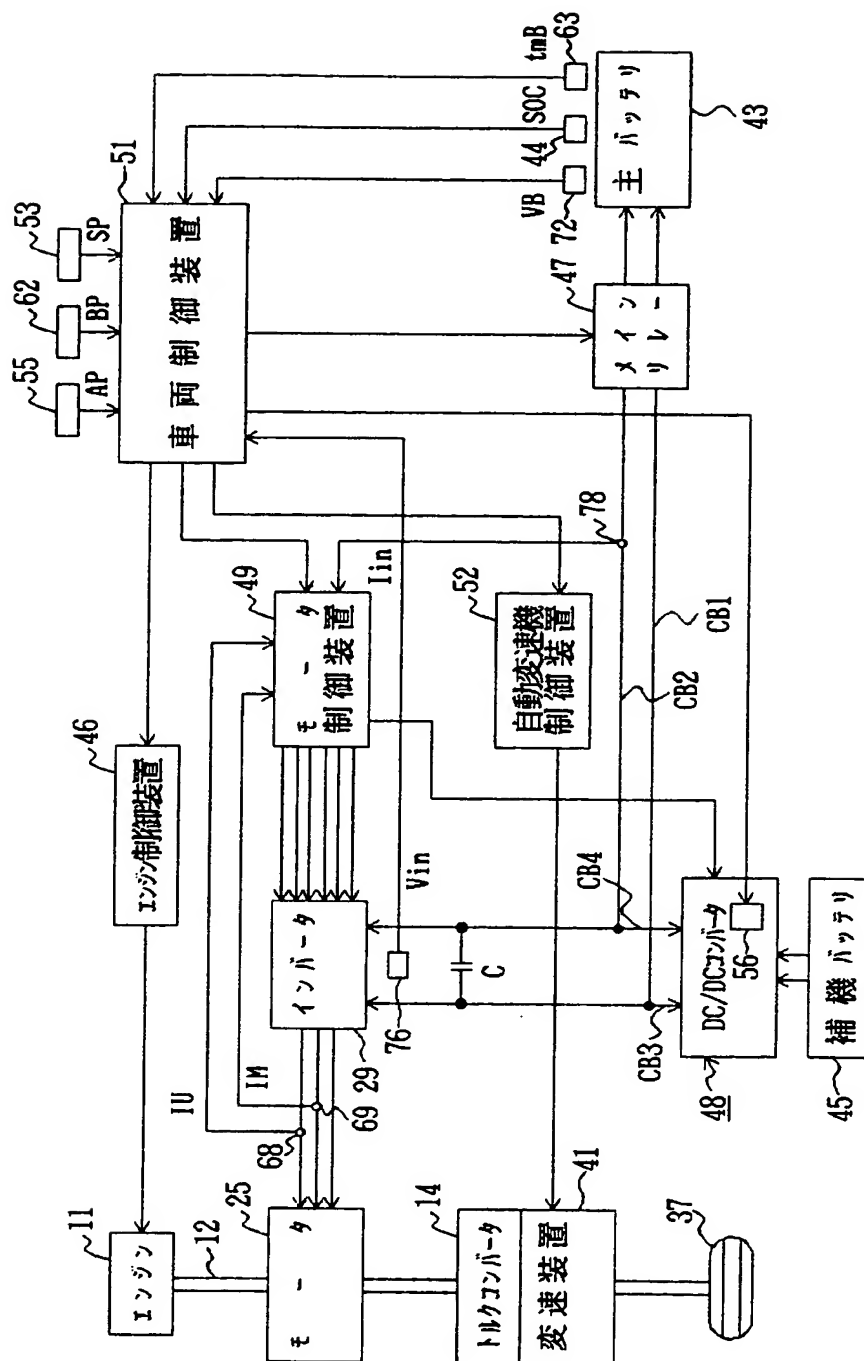 55
62
53
AP
BP
SP
51
車両制御装置
tmB
63
SOC
44
VB
72
主バッテリ
43
47
メイン
リレー
46
エンジン制御装置
49
モータ
制御装置
Iin
Vin
78
52
自動変速機
制御装置
CB2
CB1
IU
IM
インバータ
29
76
C
CB4
CB3
68
69
11
エンジン
12
25
モータ
14
トルクコンバータ
41
変速装置
37
48
DC/DCコンバータ
56
補機バッテリ
45